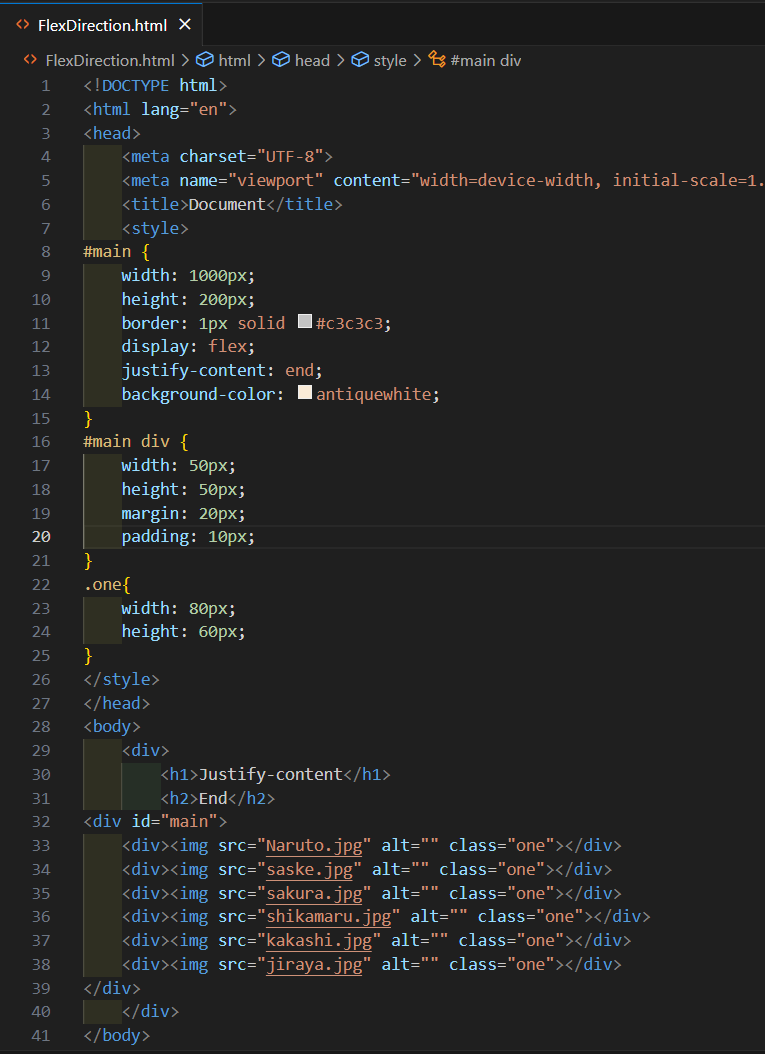 FlexDirection.html
FlexDirection.html > html > head > style > #main div
1 <!DOCTYPE html>
2 <html lang="en">
3 <head>
4     <meta charset="UTF-8">
5     <meta name="viewport" content="width=device-width, initial-scale=1.
6     <title>Document</title>
7     <style>
8 #main {
9     width: 1000px;
10     height: 200px;
11     border: 1px solid #c3c3c3;
12     display: flex;
13     justify-content: end;
14     background-color: antiquewhite;
15 }
16 #main div {
17     width: 50px;
18     height: 50px;
19     margin: 20px;
20     padding: 10px;
21 }
22 .one{
23     width: 80px;
24     height: 60px;
25 }
26 </style>
27 </head>
28 <body>
29     <div>
30         <h1>Justify-content</h1>
31         <h2>End</h2>
32 <div id="main">
33     <div><img src="Naruto.jpg" alt="" class="one"></div>
34     <div><img src="saske.jpg" alt="" class="one"></div>
35     <div><img src="sakura.jpg" alt="" class="one"></div>
36     <div><img src="shikamaru.jpg" alt="" class="one"></div>
37     <div><img src="kakashi.jpg" alt="" class="one"></div>
38     <div><img src="jiraya.jpg" alt="" class="one"></div>
39 </div>
40     </div>
41 </body>